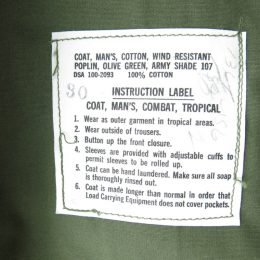 COAT, MAN'S, COTTON, WIND RESISTANT
POPLIN, OLIVE GREEN, ARMY SHADE 107
DSA 100-2093 100% COTTON
INSTRUCTION LABEL
COAT, MAN'S, COMBAT, TROPICAL
1. Wear as outer garment in tropical areas.
2. Wear outside of trousers.
3. Button up the front closure.
4. Sleeves are provided with adjustable cuffs to
permit sleeves to be rolled up.
5. Coat can be hand laundered. Make sure all soap
is thoroughly rinsed out.
6. Coat is made longer than normal in order that
Load Carrying Equipment does not cover pockets.